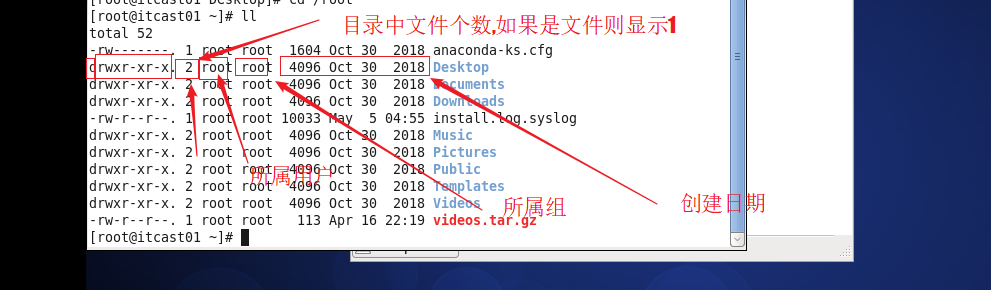 [root@itcast01 Desktop]# cd /root
[root@itcast01 ~]# ll
目录中文件个数,如果是文件则显示1
total 52
-rw-------. 1 root root  1604 Oct 30  2018 anaconda-ks.cfg
drwxr-xr-x. 2 root root  4096 Oct 30  2018 Desktop
drwxr-xr-x. 2 root root  4096 Oct 30  2018 Documents
drwxr-xr-x. 2 root root  4096 Oct 30  2018 Downloads
-rw-r--r--. 1 root root 10033 May  5 04:55 install.log.syslog
drwxr-xr-x. 2 root root  4096 Oct 30  2018 Music
drwxr-xr-x. 2 root root  4096 Oct 30  2018 Pictures
drwxr-xr-x. 2 root root  4096 Oct 30  2018 Public
所属用户
drwxr-xr-x. 2 root root  4096 Oct 30  2018 Templates
drwxr-xr-x. 2 root root  4096 Oct 30  2018 Videos
所属组
创建日期
-rw-r--r--. 1 root root   113 Apr 16 22:19 videos.tar.gz
[root@itcast01 ~]#